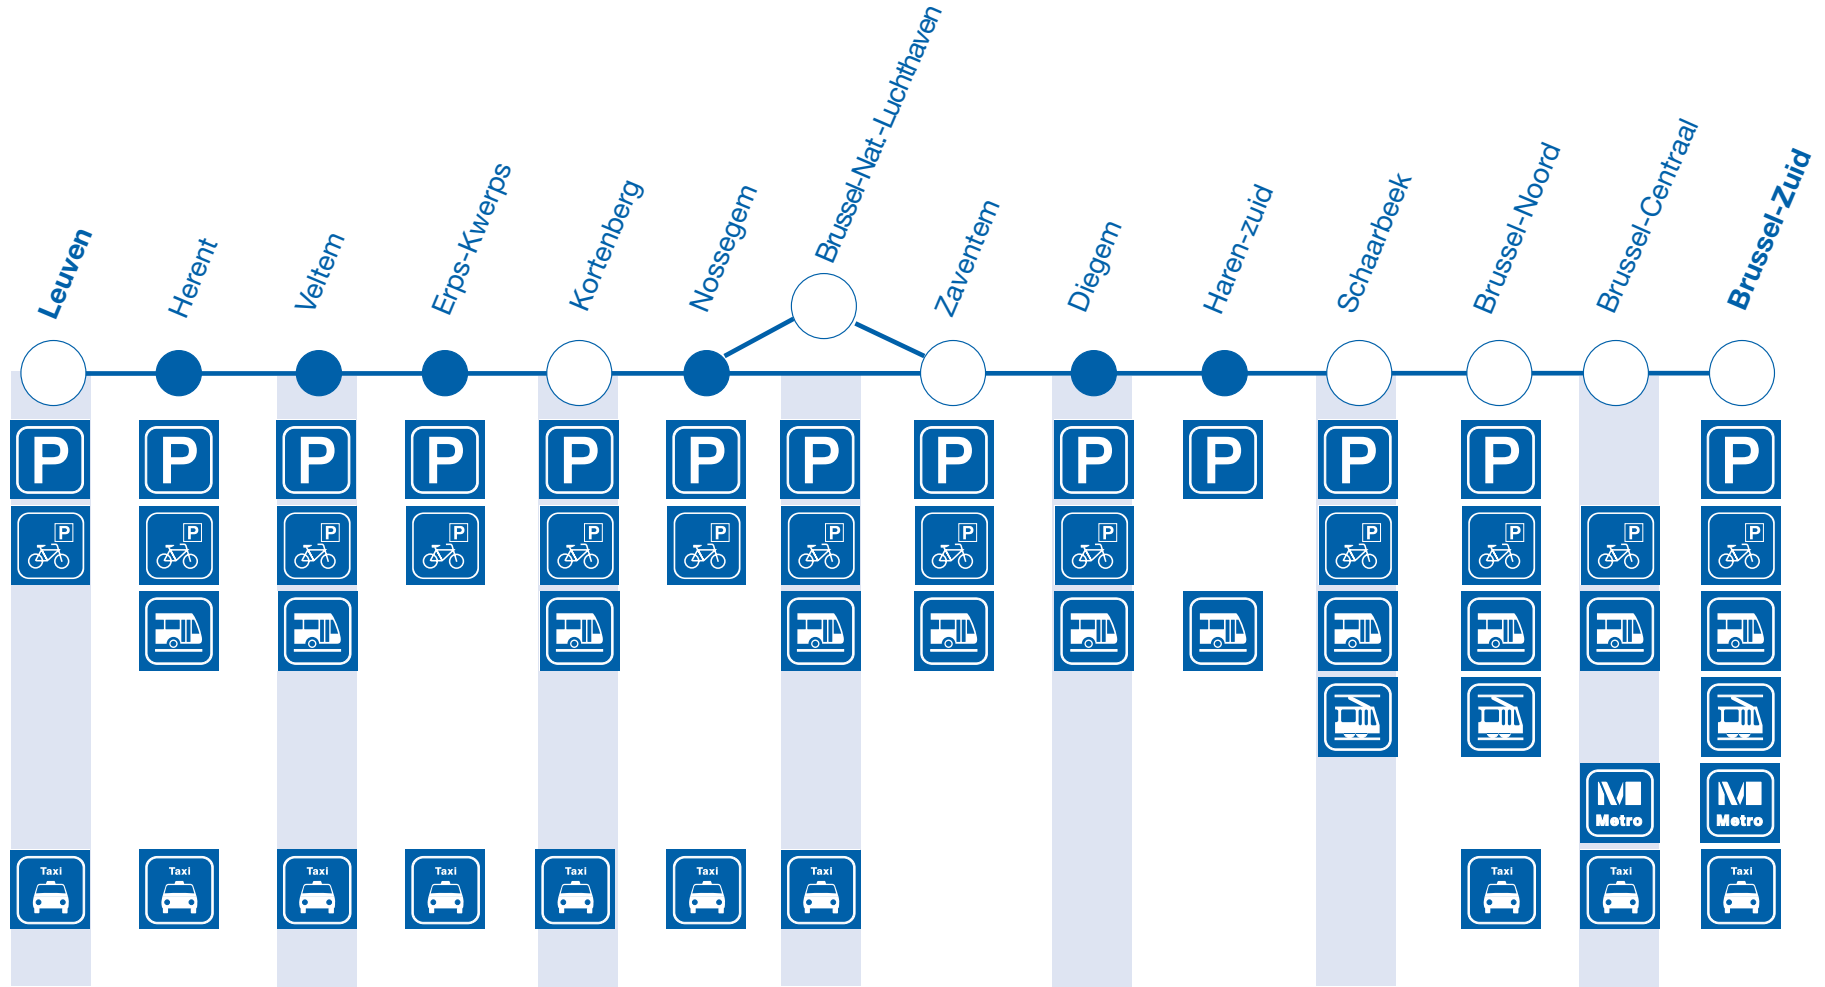 Leuven
Herent
Veltem
Erps-Kwerps
Kortenberg
Nossegem
Brussel-Nat.-Luchthaven
Zaventem
Diegem
Haren-zuid
Schaarbeek
Brussel-Noord
Brussel-Centraal
Brussel-Zuid
P P P P P P P P P P P P P
P P P P P P P P P P P P P
Metro Metro
Taxi Taxi Taxi Taxi Taxi Taxi Taxi Taxi Taxi Taxi